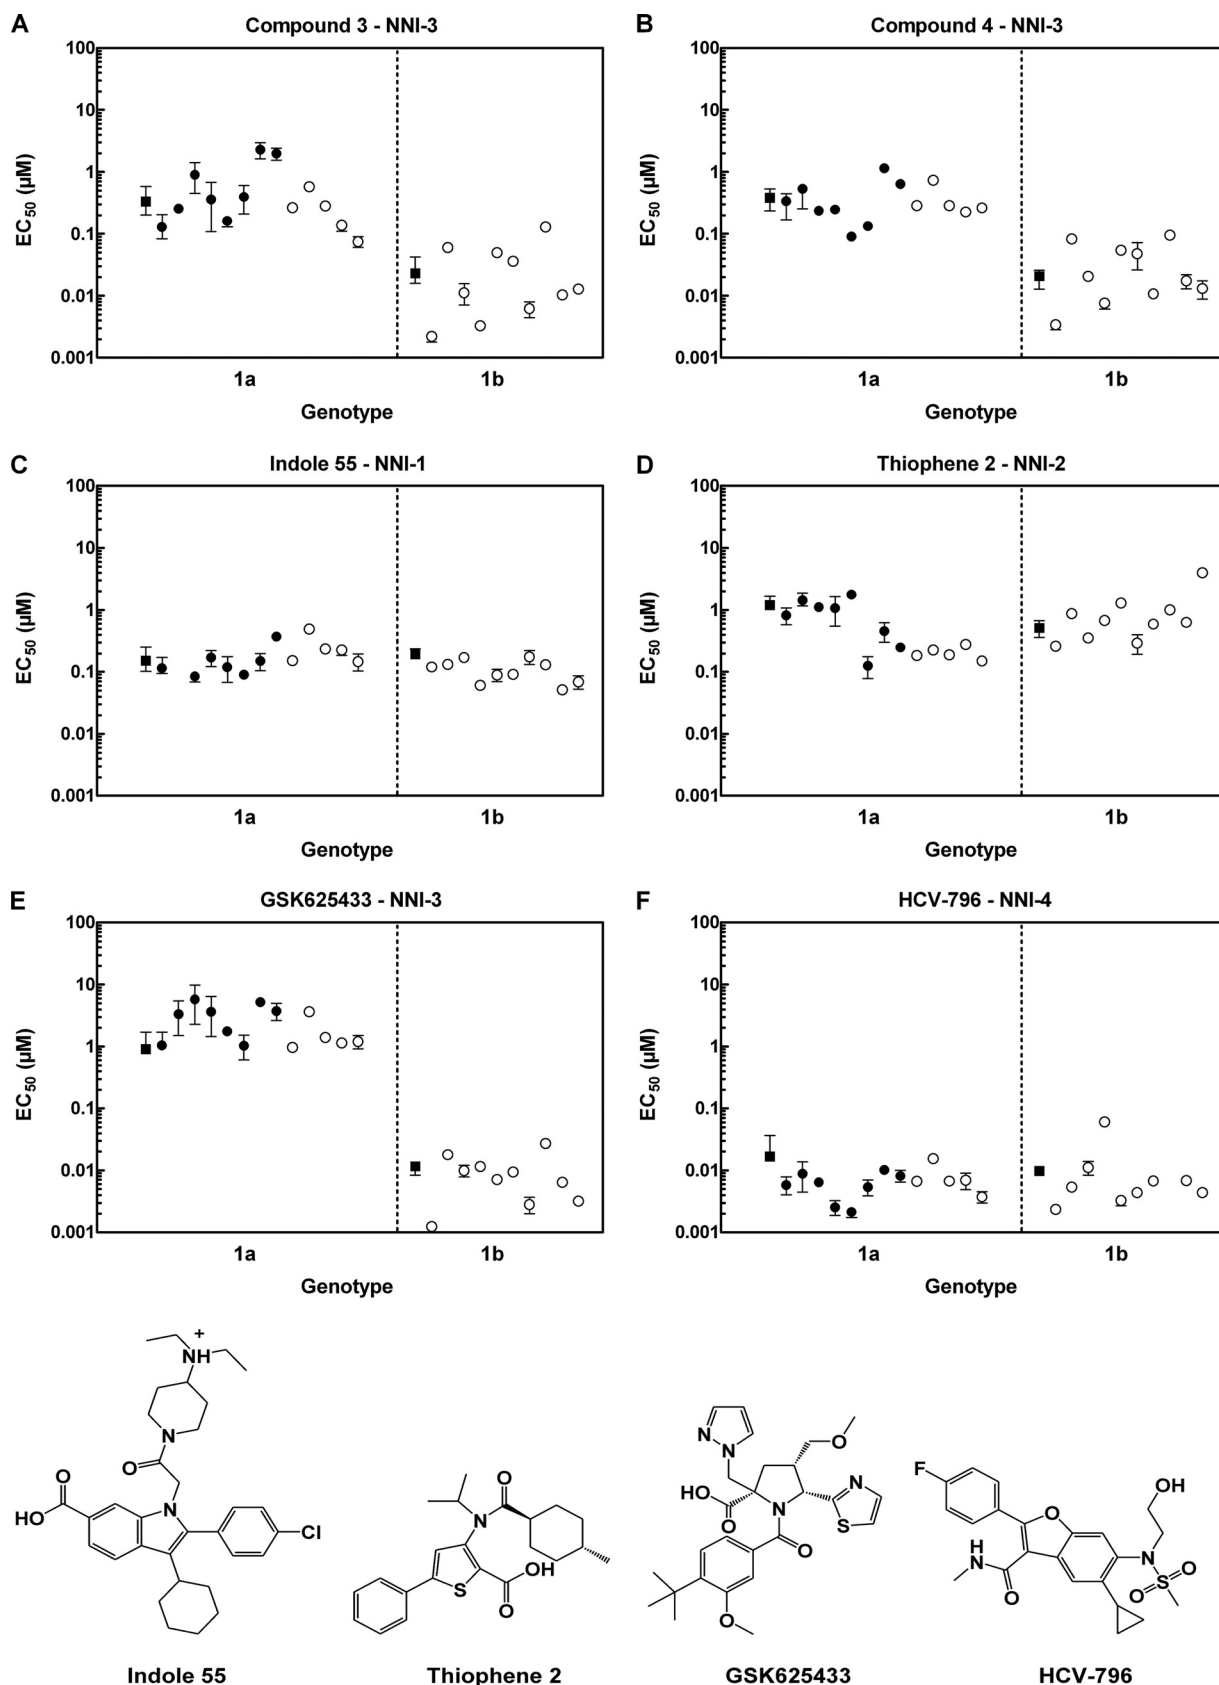 A
Compound 3 - NNI-3
100
10
1
0.1
0.01
0.001
EC50 (µM)
1a
1b
Genotype
B
Compound 4 - NNI-3
100
10
1
0.1
0.01
0.001
EC50 (µM)
1a
1b
Genotype
C
Indole 55 - NNI-1
100
10
1
0.1
0.01
0.001
EC50 (µM)
1a
1b
Genotype
D
Thiophene 2 - NNI-2
100
10
1
0.1
0.01
0.001
EC50 (µM)
1a
1b
Genotype
E
GSK625433 - NNI-3
100
10
1
0.1
0.01
0.001
EC50 (µM)
1a
1b
Genotype
F
HCV-796 - NNI-4
100
10
1
0.1
0.01
0.001
EC50 (µM)
1a
1b
Genotype
+
NH
N
O
O
HO
N
Cl
Indole 55
O
N
OH
S
O
Thiophene 2
N
N
O
HO
O
N
N
S
O
O
GSK625433
F
OH
O
H
N
N
O
S
O
O
HCV-796